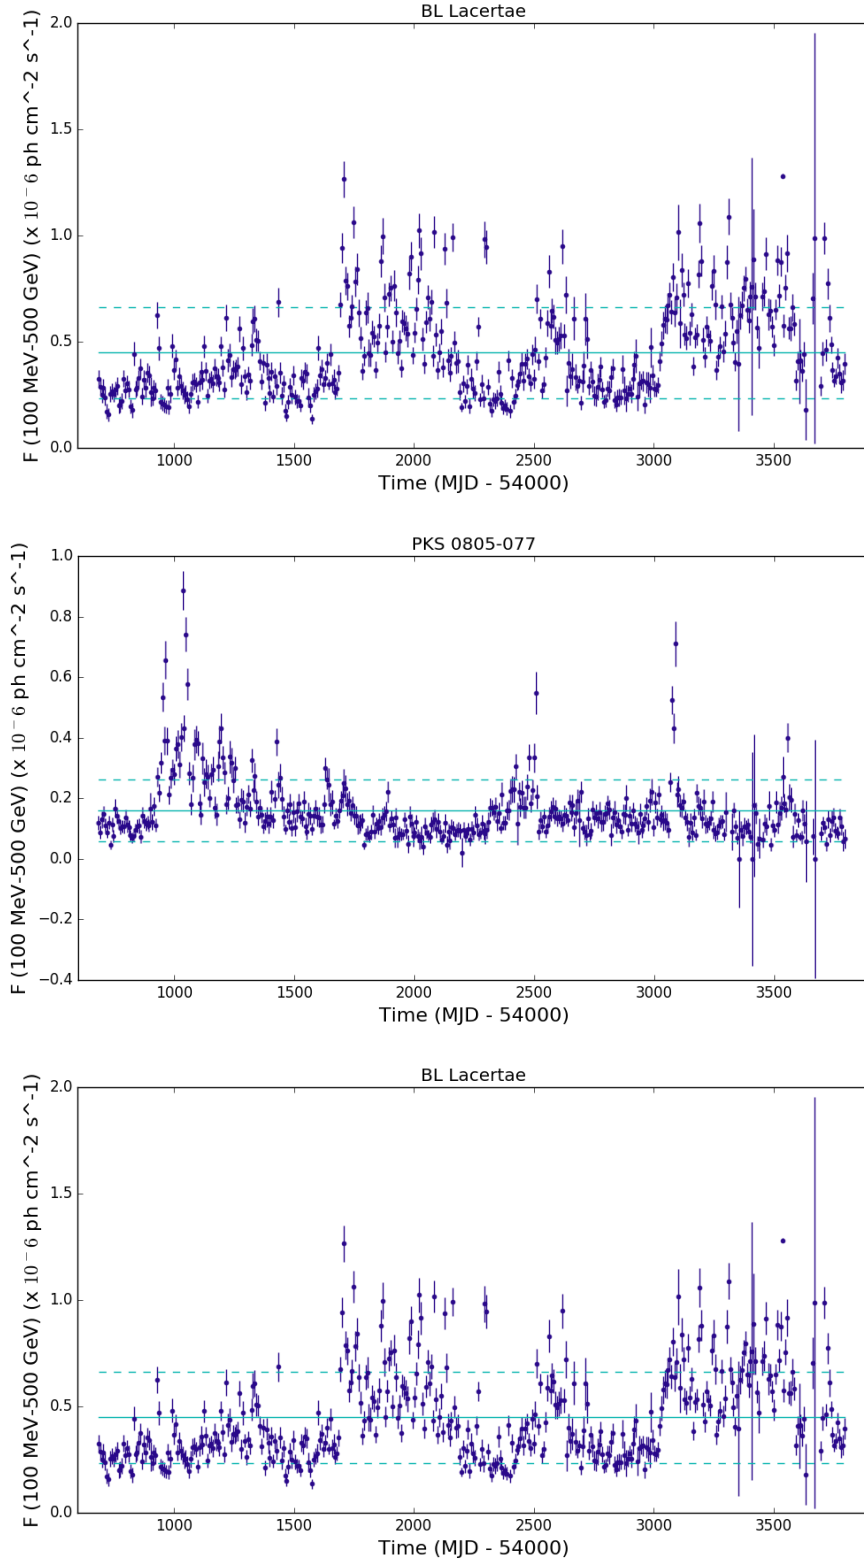 BL Lacertae
2.0
1.5
1.0
0.5
0.0
F (100 MeV-500 GeV) (x 10⁻⁶ ph cm^-2 s^-1)
1000 1500 2000 2500 3000 3500
Time (MJD - 54000)
PKS 0805-077
1.0
0.8
0.6
0.4
0.2
0.0
−0.2
−0.4
F (100 MeV-500 GeV) (x 10⁻⁶ ph cm^-2 s^-1)
1000 1500 2000 2500 3000 3500
Time (MJD - 54000)
BL Lacertae
2.0
1.5
1.0
0.5
0.0
F (100 MeV-500 GeV) (x 10⁻⁶ ph cm^-2 s^-1)
1000 1500 2000 2500 3000 3500
Time (MJD - 54000)